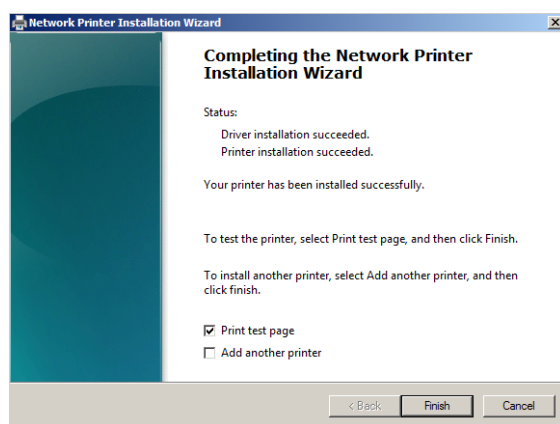 Network Printer Installation Wizard
Completing the Network Printer
Installation Wizard
Status:
Driver installation succeeded.
Printer installation succeeded.
Your printer has been installed successfully.
To test the printer, select Print test page, and then click Finish.
To install another printer, select Add another printer, and then
click finish.
Print test page
Add another printer
< Back Finish Cancel